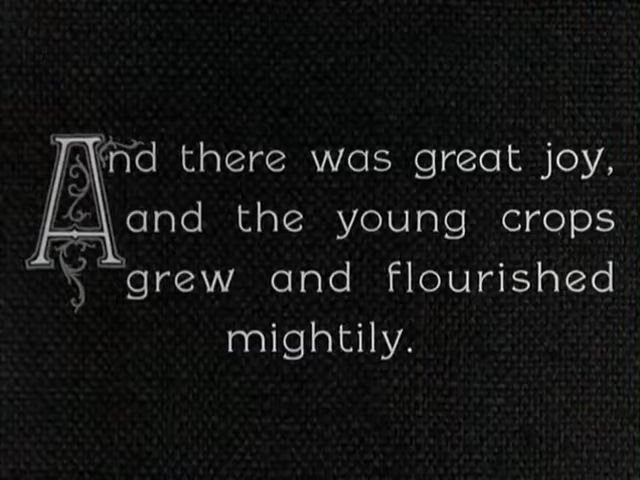 And there was great joy,
and the young crops
grew and flourished
mightily.